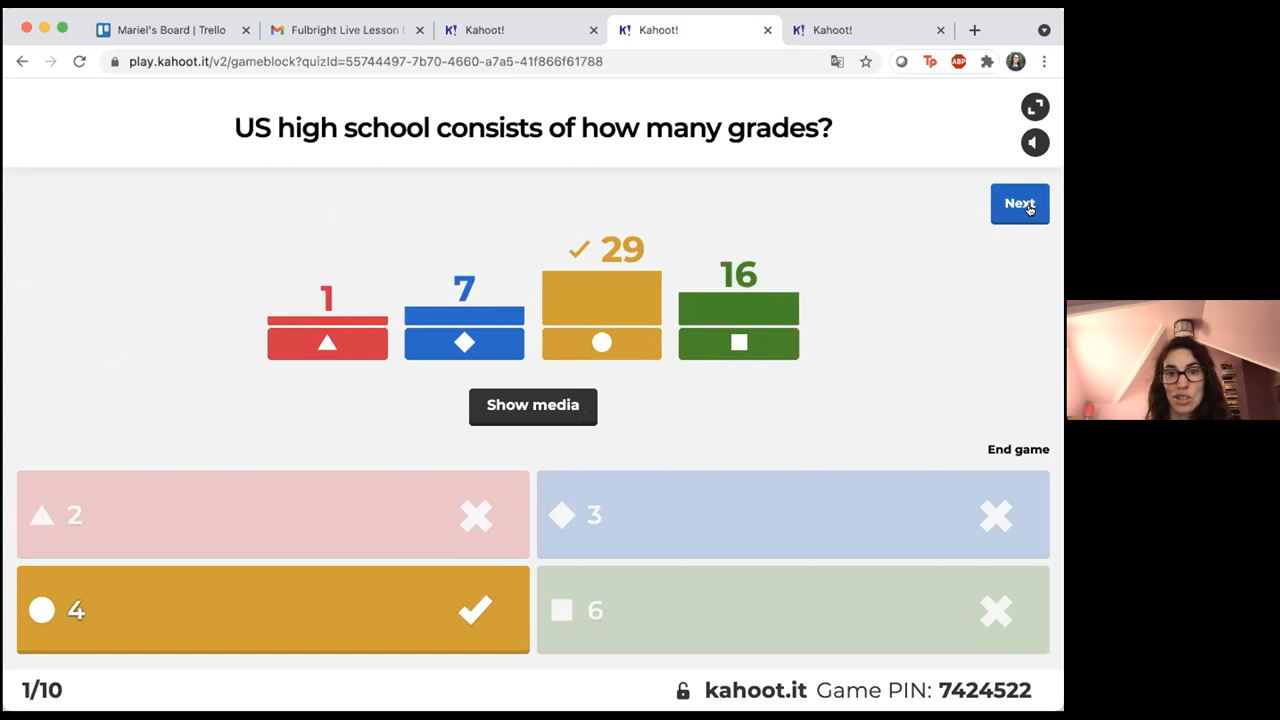 Mariel's Board | Trello
Fulbright Live Lesson
Kahoot!
Kahoot!
Kahoot!
play.kahoot.it/v2/gameblock?quizId=55744497-7b70-4660-a7a5-41f866f61788
Tp
ABP
US high school consists of how many grades?
Next
1
7
29
16
Show media
End game
2
3
4
6
1/10
kahoot.it Game PIN: 7424522